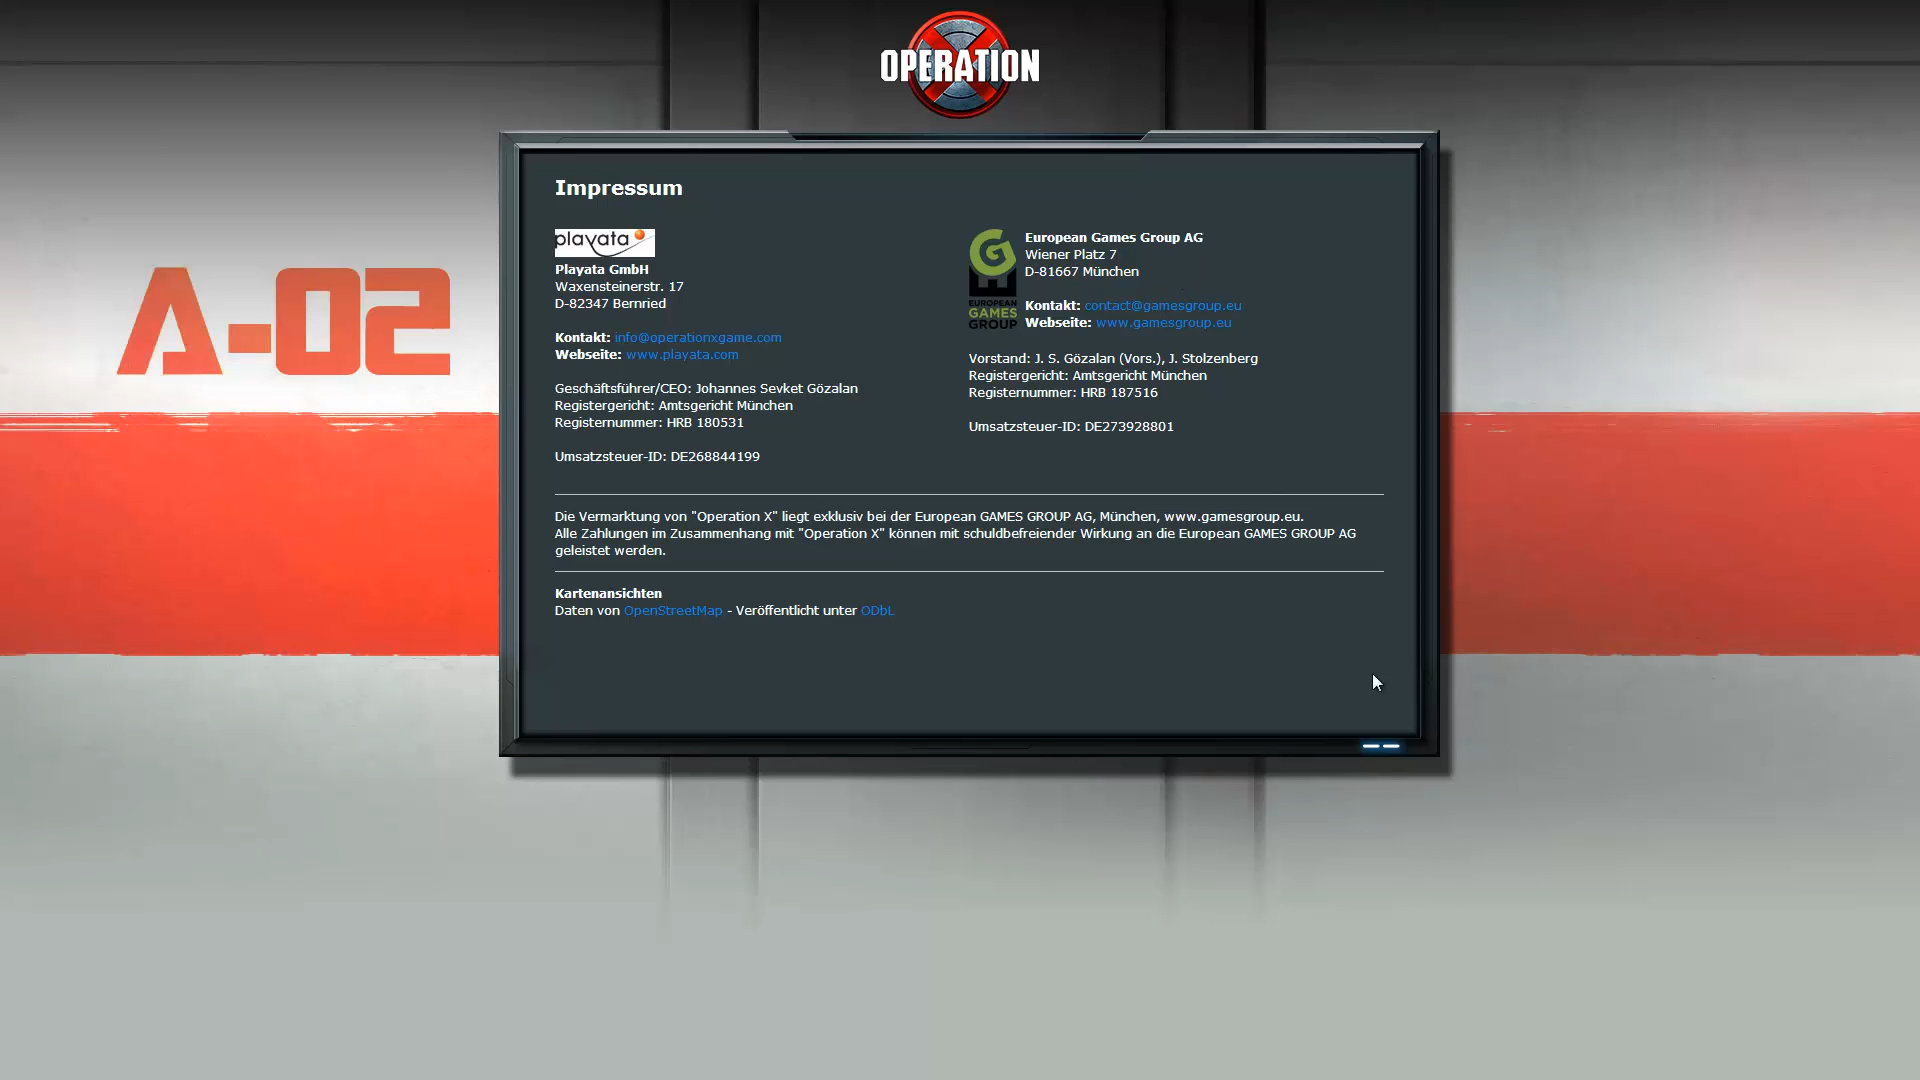 OPERATION
A-02
Impressum
playata
Playata GmbH
Waxensteinerstr. 17
D-82347 Bernried
Kontakt: info@operationxgame.com
Webseite: www.playata.com
Geschäftsführer/CEO: Johannes Sevket Gözalan
Registergericht: Amtsgericht München
Registernummer: HRB 180531
Umsatzsteuer-ID: DE268844199
EUROPEAN
GAMES
GROUP
European Games Group AG
Wiener Platz 7
D-81667 München
Kontakt: contact@gamesgroup.eu
Webseite: www.gamesgroup.eu
Vorstand: J. S. Gözalan (Vors.), J. Stolzenberg
Registergericht: Amtsgericht München
Registernummer: HRB 187516
Umsatzsteuer-ID: DE273928801
Die Vermarktung von "Operation X" liegt exklusiv bei der European GAMES GROUP AG, München, www.gamesgroup.eu.
Alle Zahlungen im Zusammenhang mit "Operation X" können mit schuldbefreiender Wirkung an die European GAMES GROUP AG
geleistet werden.
Kartenansichten
Daten von OpenStreetMap - Veröffentlicht unter ODbL